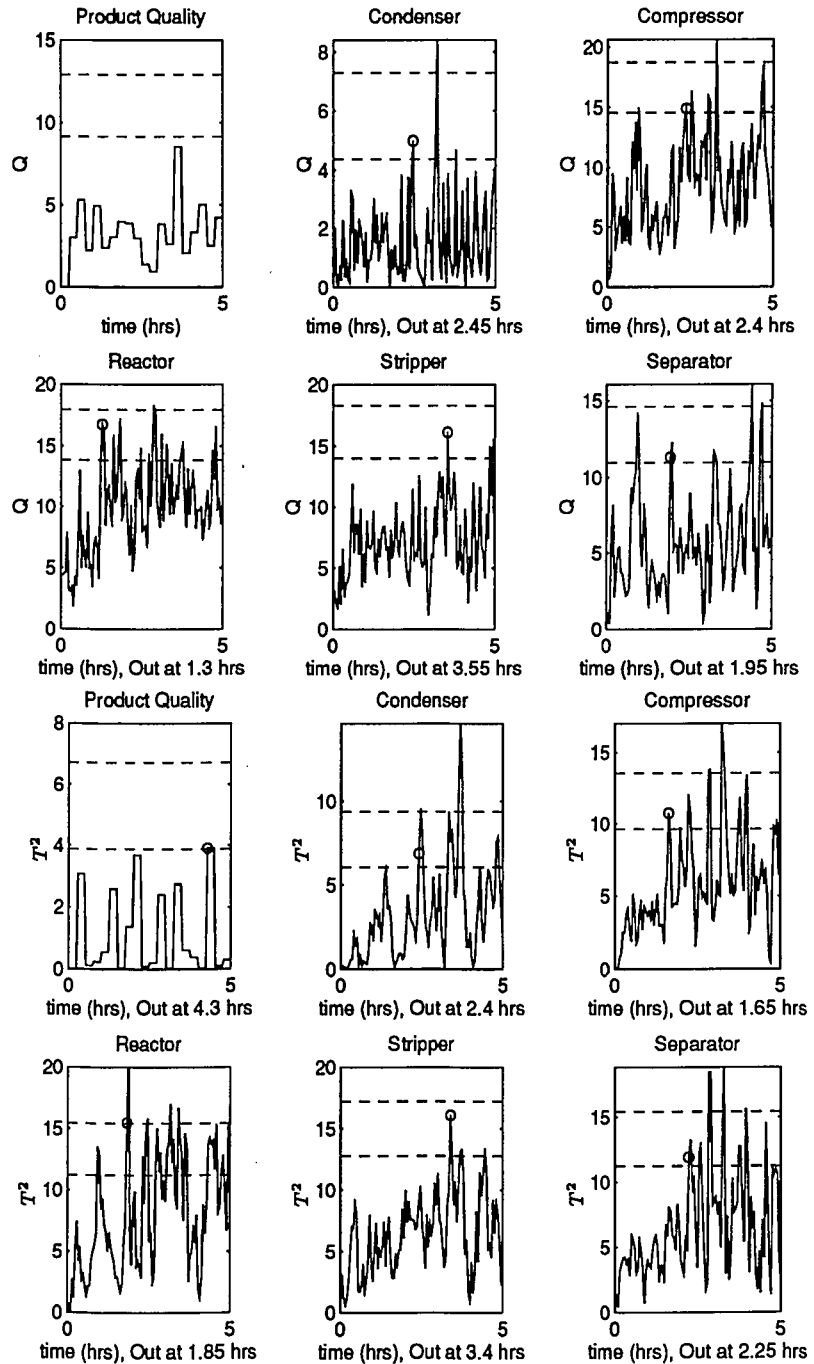 Product Quality Condenser Compressor
15
10
5
0
Q
0 5
time (hrs)
8
6
4
2
0
Q
0 5
time (hrs), Out at 2.45 hrs
20
15
10
5
0
Q
0 5
time (hrs), Out at 2.4 hrs
Reactor Stripper Separator
20
15
10
5
0
Q
0 5
time (hrs), Out at 1.3 hrs
20
15
10
5
0
Q
0 5
time (hrs), Out at 3.55 hrs
15
10
5
0
Q
0 5
time (hrs), Out at 1.95 hrs
Product Quality Condenser Compressor
8
6
4
2
0
T²
0 5
time (hrs), Out at 4.3 hrs
10
5
0
T²
0 5
time (hrs), Out at 2.4 hrs
15
10
5
0
T²
0 5
time (hrs), Out at 1.65 hrs
Reactor Stripper Separator
20
15
10
5
0
T²
0 5
time (hrs), Out at 1.85 hrs
20
15
10
5
0
T²
0 5
time (hrs), Out at 3.4 hrs
15
10
5
0
T²
0 5
time (hrs), Out at 2.25 hrs